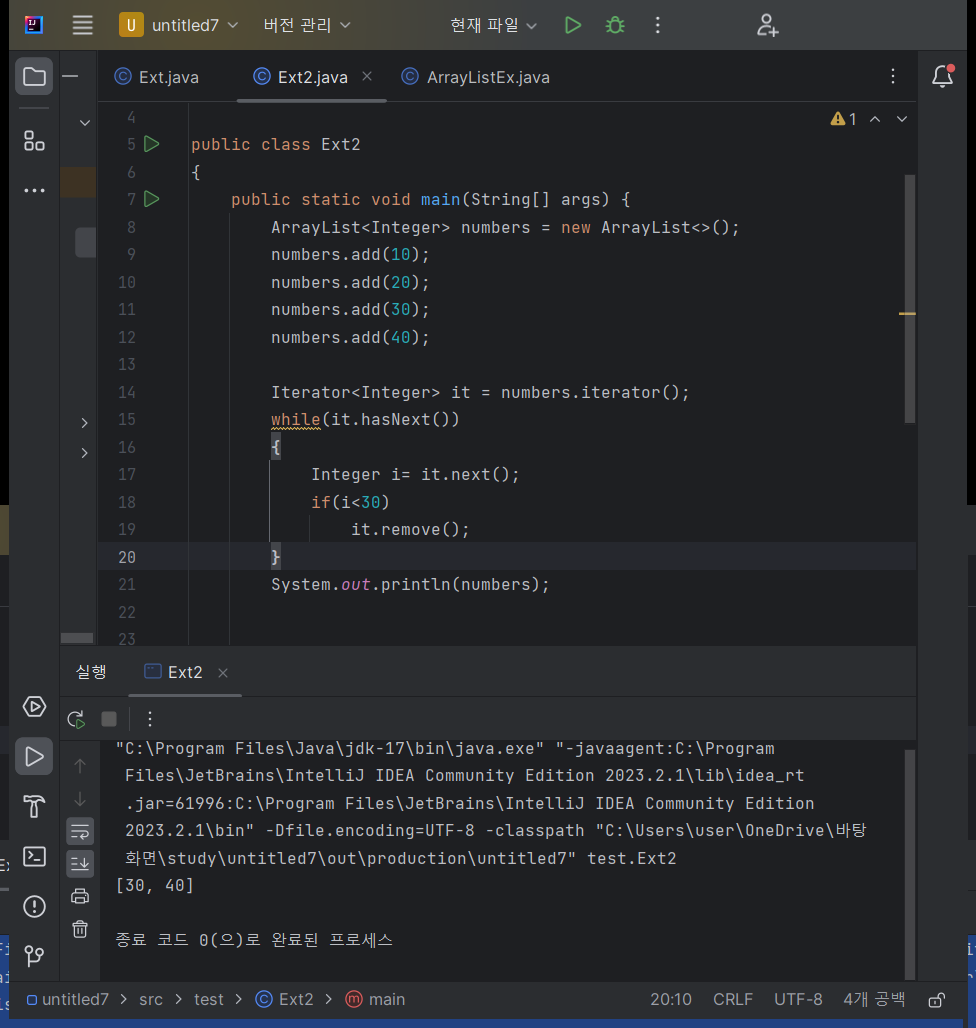 U untitled7 버전 관리 현재 파일
Ext.java Ext2.java ArrayListEx.java
4
1
5 public class Ext2
6 {
7 public static void main(String[] args) {
8 ArrayList<Integer> numbers = new ArrayList<>();
9 numbers.add(10);
10 numbers.add(20);
11 numbers.add(30);
12 numbers.add(40);
13
14 Iterator<Integer> it = numbers.iterator();
15 while(it.hasNext())
16 {
17 Integer i= it.next();
18 if(i<30)
19 it.remove();
20 }
21 System.out.println(numbers);
22
23
실행 Ext2
"C:\Program Files\Java\jdk-17\bin\java.exe" "-javaagent:C:\Program
Files\JetBrains\IntelliJ IDEA Community Edition 2023.2.1\lib\idea_rt
.jar=61996:C:\Program Files\JetBrains\IntelliJ IDEA Community Edition
2023.2.1\bin" -Dfile.encoding=UTF-8 -classpath "C:\Users\user\OneDrive\바탕
화면\study\untitled7\out\production\untitled7" test.Ext2
[30, 40]
종료 코드 0(으)로 완료된 프로세스
untitled7 > src > test > Ext2 > main 20:10 CRLF UTF-8 4개 공백